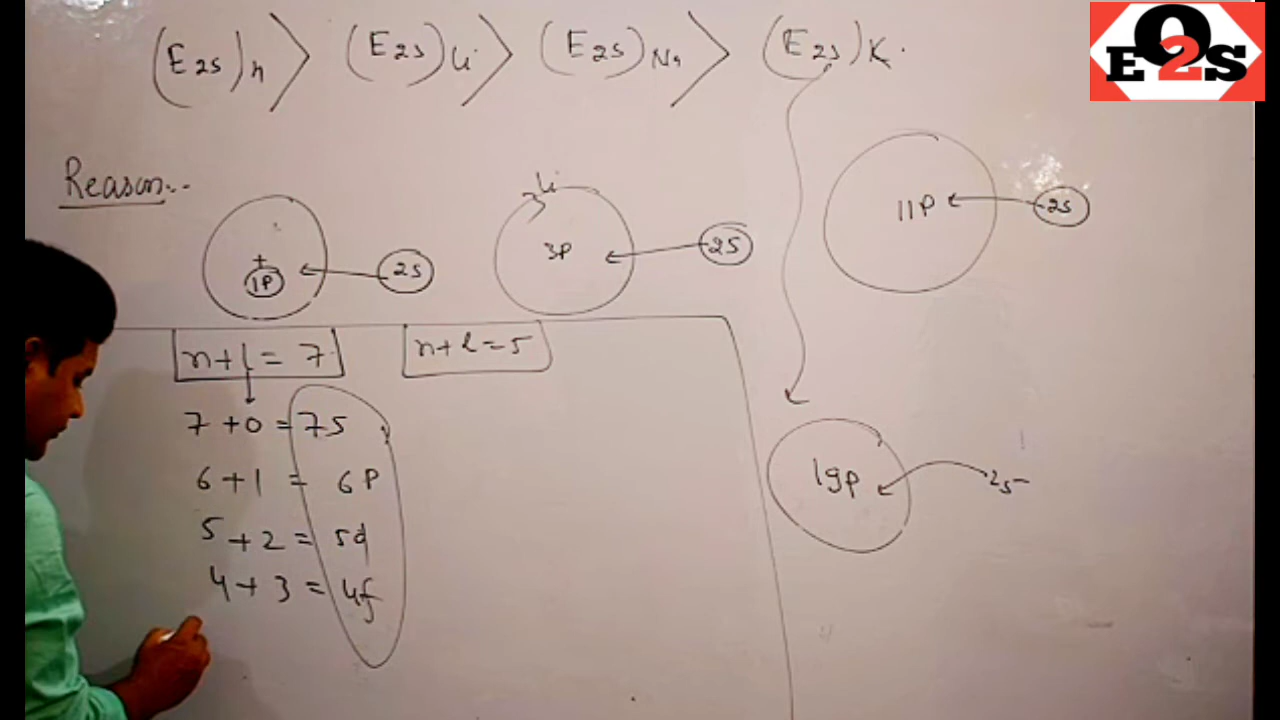 (E2s)H > (E2s)Li > (E2s)Na > (E2s)K.
EO2S
Reason..
+
1P
2s
Li
3P
2S
11P
2s
n+l=7
n+l=5
7+0=7s
6+1= 6P
5+2= 5d
4+3= 4f
19P
2s